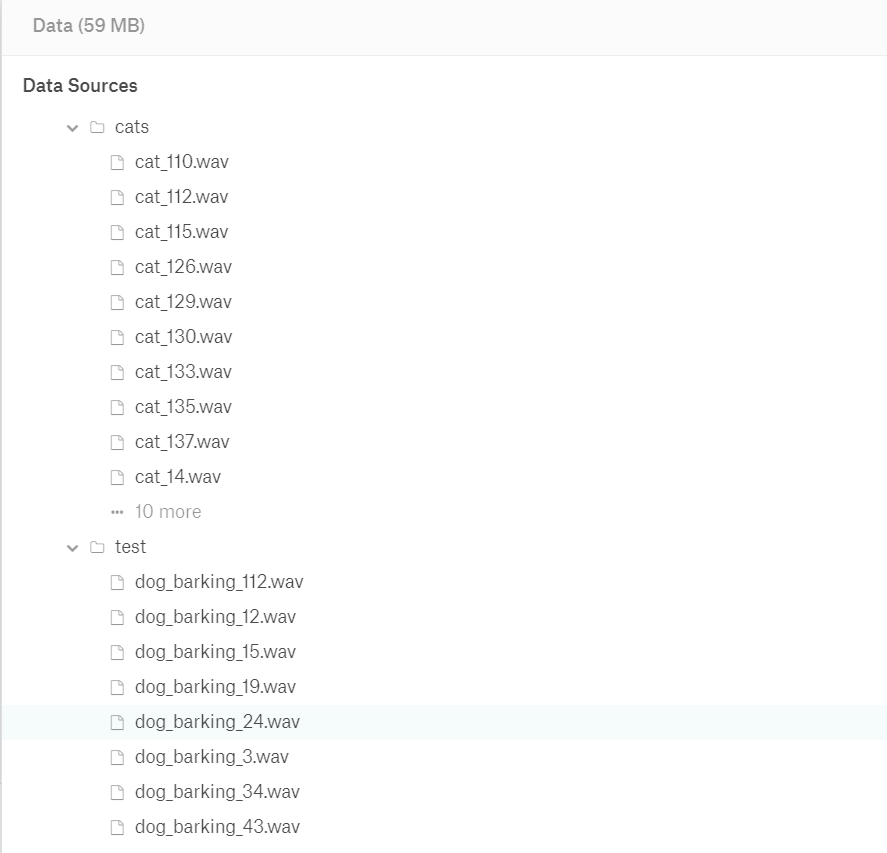 Data (59 MB)
Data Sources
cats
cat_110.wav
cat_112.wav
cat_115.wav
cat_126.wav
cat_129.wav
cat_130.wav
cat_133.wav
cat_135.wav
cat_137.wav
cat_14.wav
10 more
test
dog_barking_112.wav
dog_barking_12.wav
dog_barking_15.wav
dog_barking_19.wav
dog_barking_24.wav
dog_barking_3.wav
dog_barking_34.wav
dog_barking_43.wav